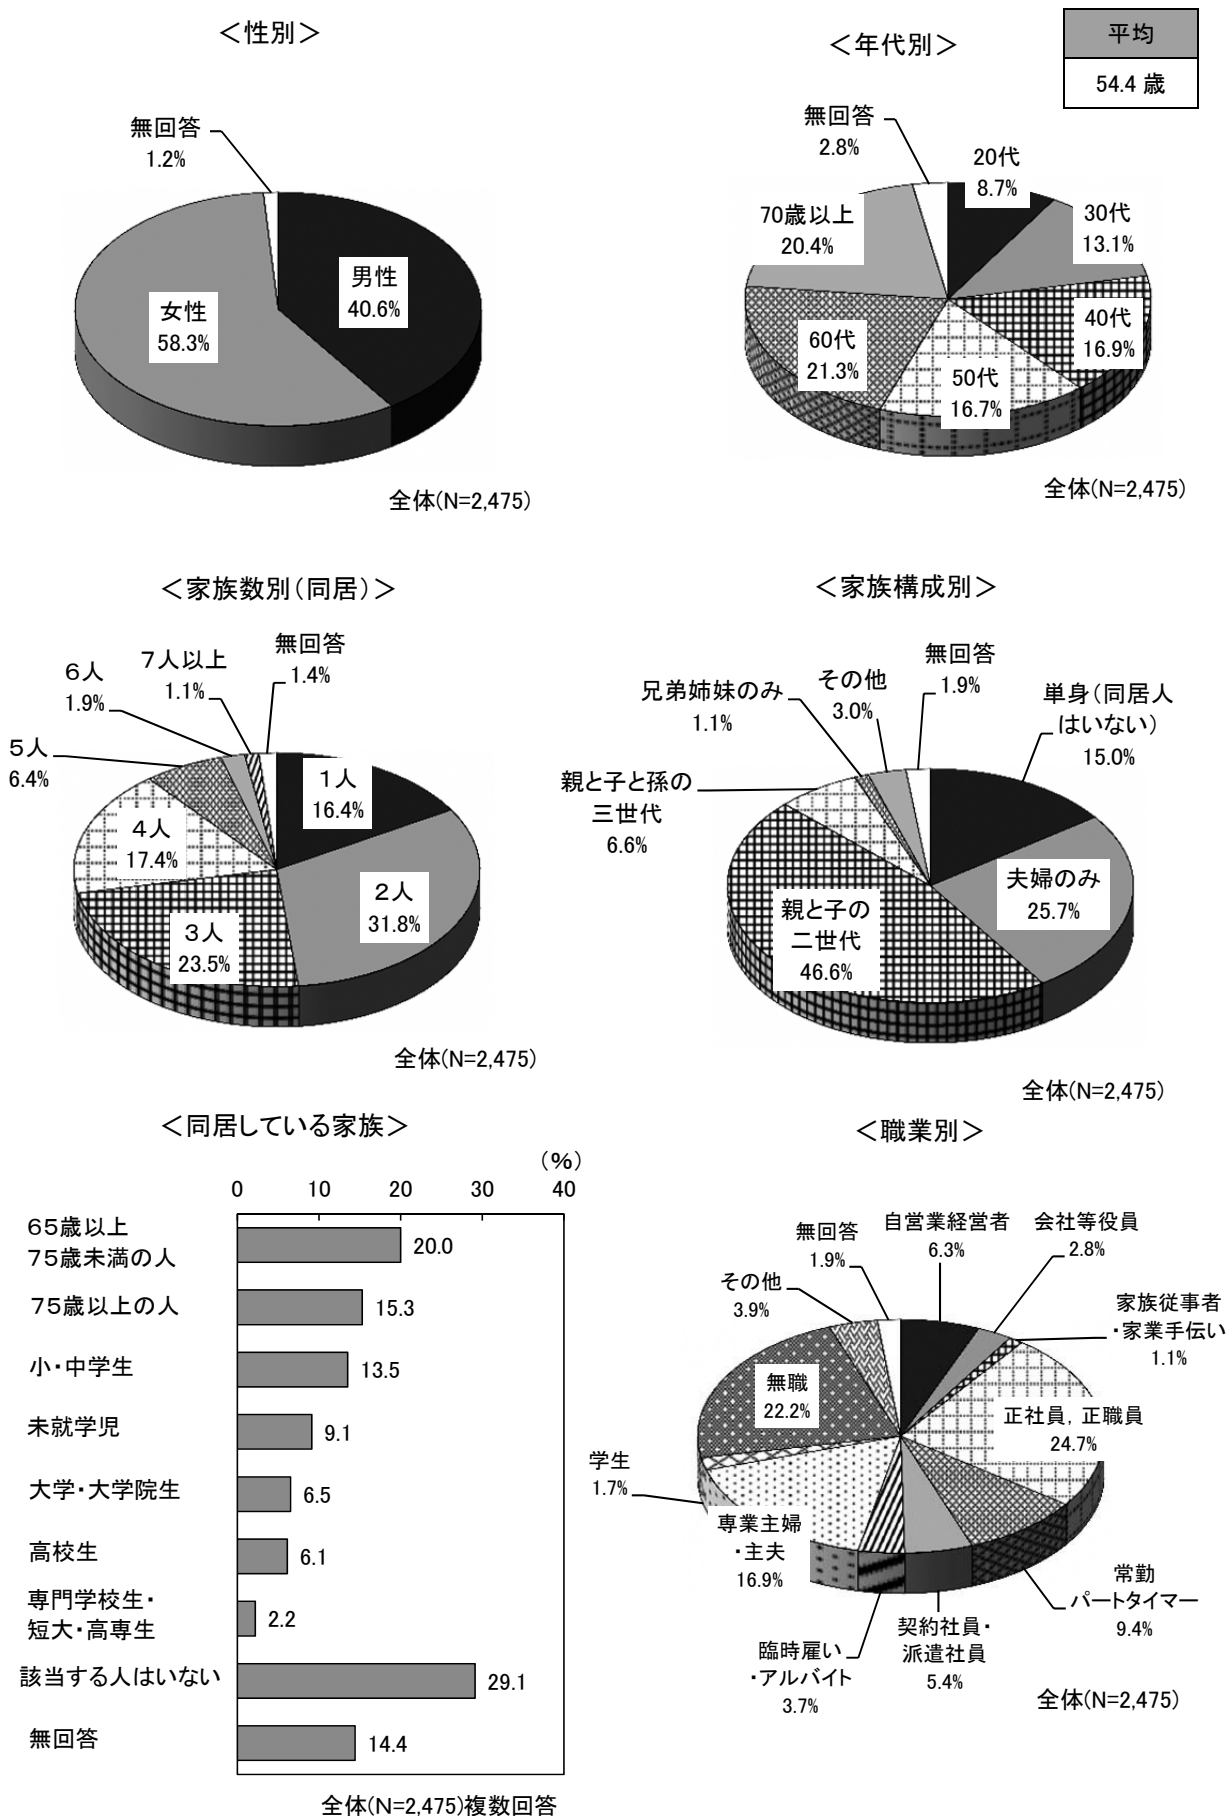 ＜性別＞
無回答
1.2%
男性
40.6%
女性
58.3%
全体(N=2,475)
＜年代別＞
平均
54.4 歳
無回答
2.8%
20代
8.7%
30代
13.1%
70歳以上
20.4%
40代
16.9%
60代
21.3%
50代
16.7%
全体(N=2,475)
＜家族数別（同居）＞
無回答
1.4%
7人以上
1.1%
6人
1.9%
5人
6.4%
1人
16.4%
4人
17.4%
2人
31.8%
3人
23.5%
全体(N=2,475)
＜家族構成別＞
無回答
1.9%
その他
3.0%
兄弟姉妹のみ
1.1%
単身（同居人
はいない）
15.0%
親と子と孫の
三世代
6.6%
夫婦のみ
25.7%
親と子の
二世代
46.6%
全体(N=2,475)
＜同居している家族＞
（％）
0 10 20 30 40
65歳以上
75歳未満の人
20.0
75歳以上の人
15.3
小・中学生
13.5
未就学児
9.1
大学・大学院生
6.5
高校生
6.1
専門学校生・
短大・高専生
2.2
該当する人はいない
29.1
無回答
14.4
全体(N=2,475)複数回答
＜職業別＞
無回答
1.9%
自営業経営者
6.3%
会社等役員
2.8%
その他
3.9%
家族従事者
・家業手伝い
1.1%
無職
22.2%
正社員，正職員
24.7%
学生
1.7%
専業主婦
・主夫
16.9%
常勤
パートタイマー
9.4%
契約社員・
派遣社員
5.4%
臨時雇い
・アルバイト
3.7%
全体(N=2,475)